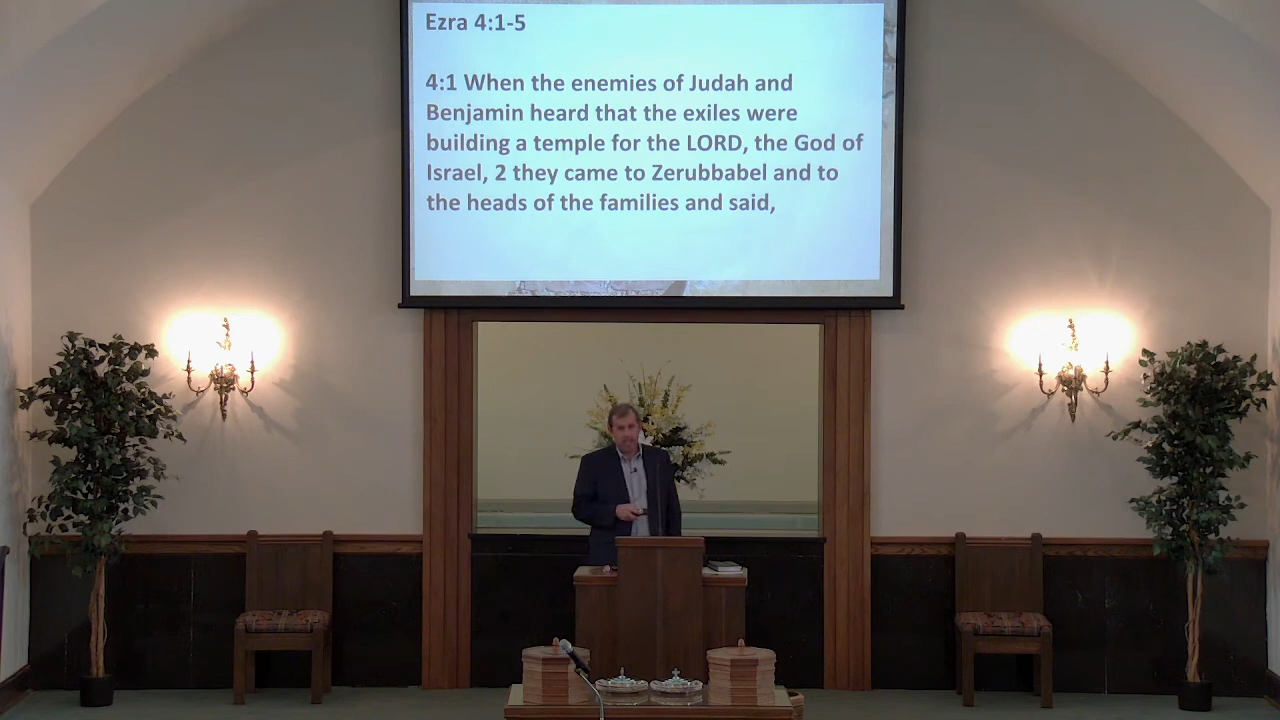 Ezra 4:1-5
4:1 When the enemies of Judah and
Benjamin heard that the exiles were
building a temple for the LORD, the God of
Israel, 2 they came to Zerubbabel and to
the heads of the families and said,